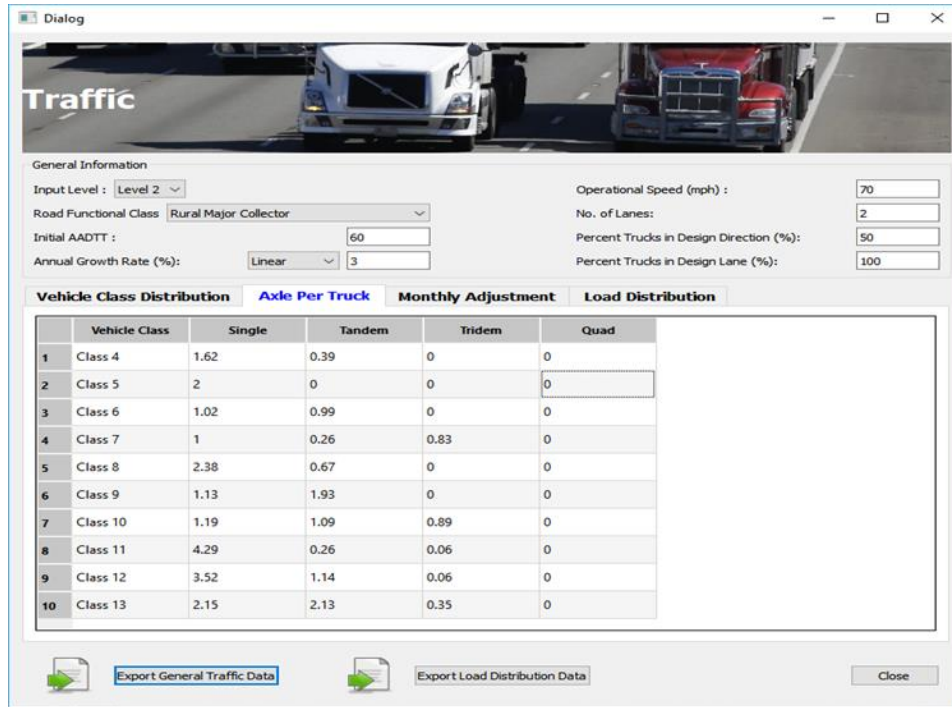 Dialog
Traffic
General Information
Input Level : Level 2
Operational Speed (mph) : 70
Road Functional Class Rural Major Collector
No. of Lanes: 2
Initial AADTT : 60
Percent Trucks in Design Direction (%): 50
Annual Growth Rate (%): Linear 3
Percent Trucks in Design Lane (%): 100
Vehicle Class Distribution Axle Per Truck Monthly Adjustment Load Distribution
Vehicle Class Single Tandem Tridem Quad
1 Class 4 1.62 0.39 0 0
2 Class 5 2 0 0 0
3 Class 6 1.02 0.99 0 0
4 Class 7 1 0.26 0.83 0
5 Class 8 2.38 0.67 0 0
6 Class 9 1.13 1.93 0 0
7 Class 10 1.19 1.09 0.89 0
8 Class 11 4.29 0.26 0.06 0
9 Class 12 3.52 1.14 0.06 0
10 Class 13 2.15 2.13 0.35 0
Export General Traffic Data Export Load Distribution Data Close